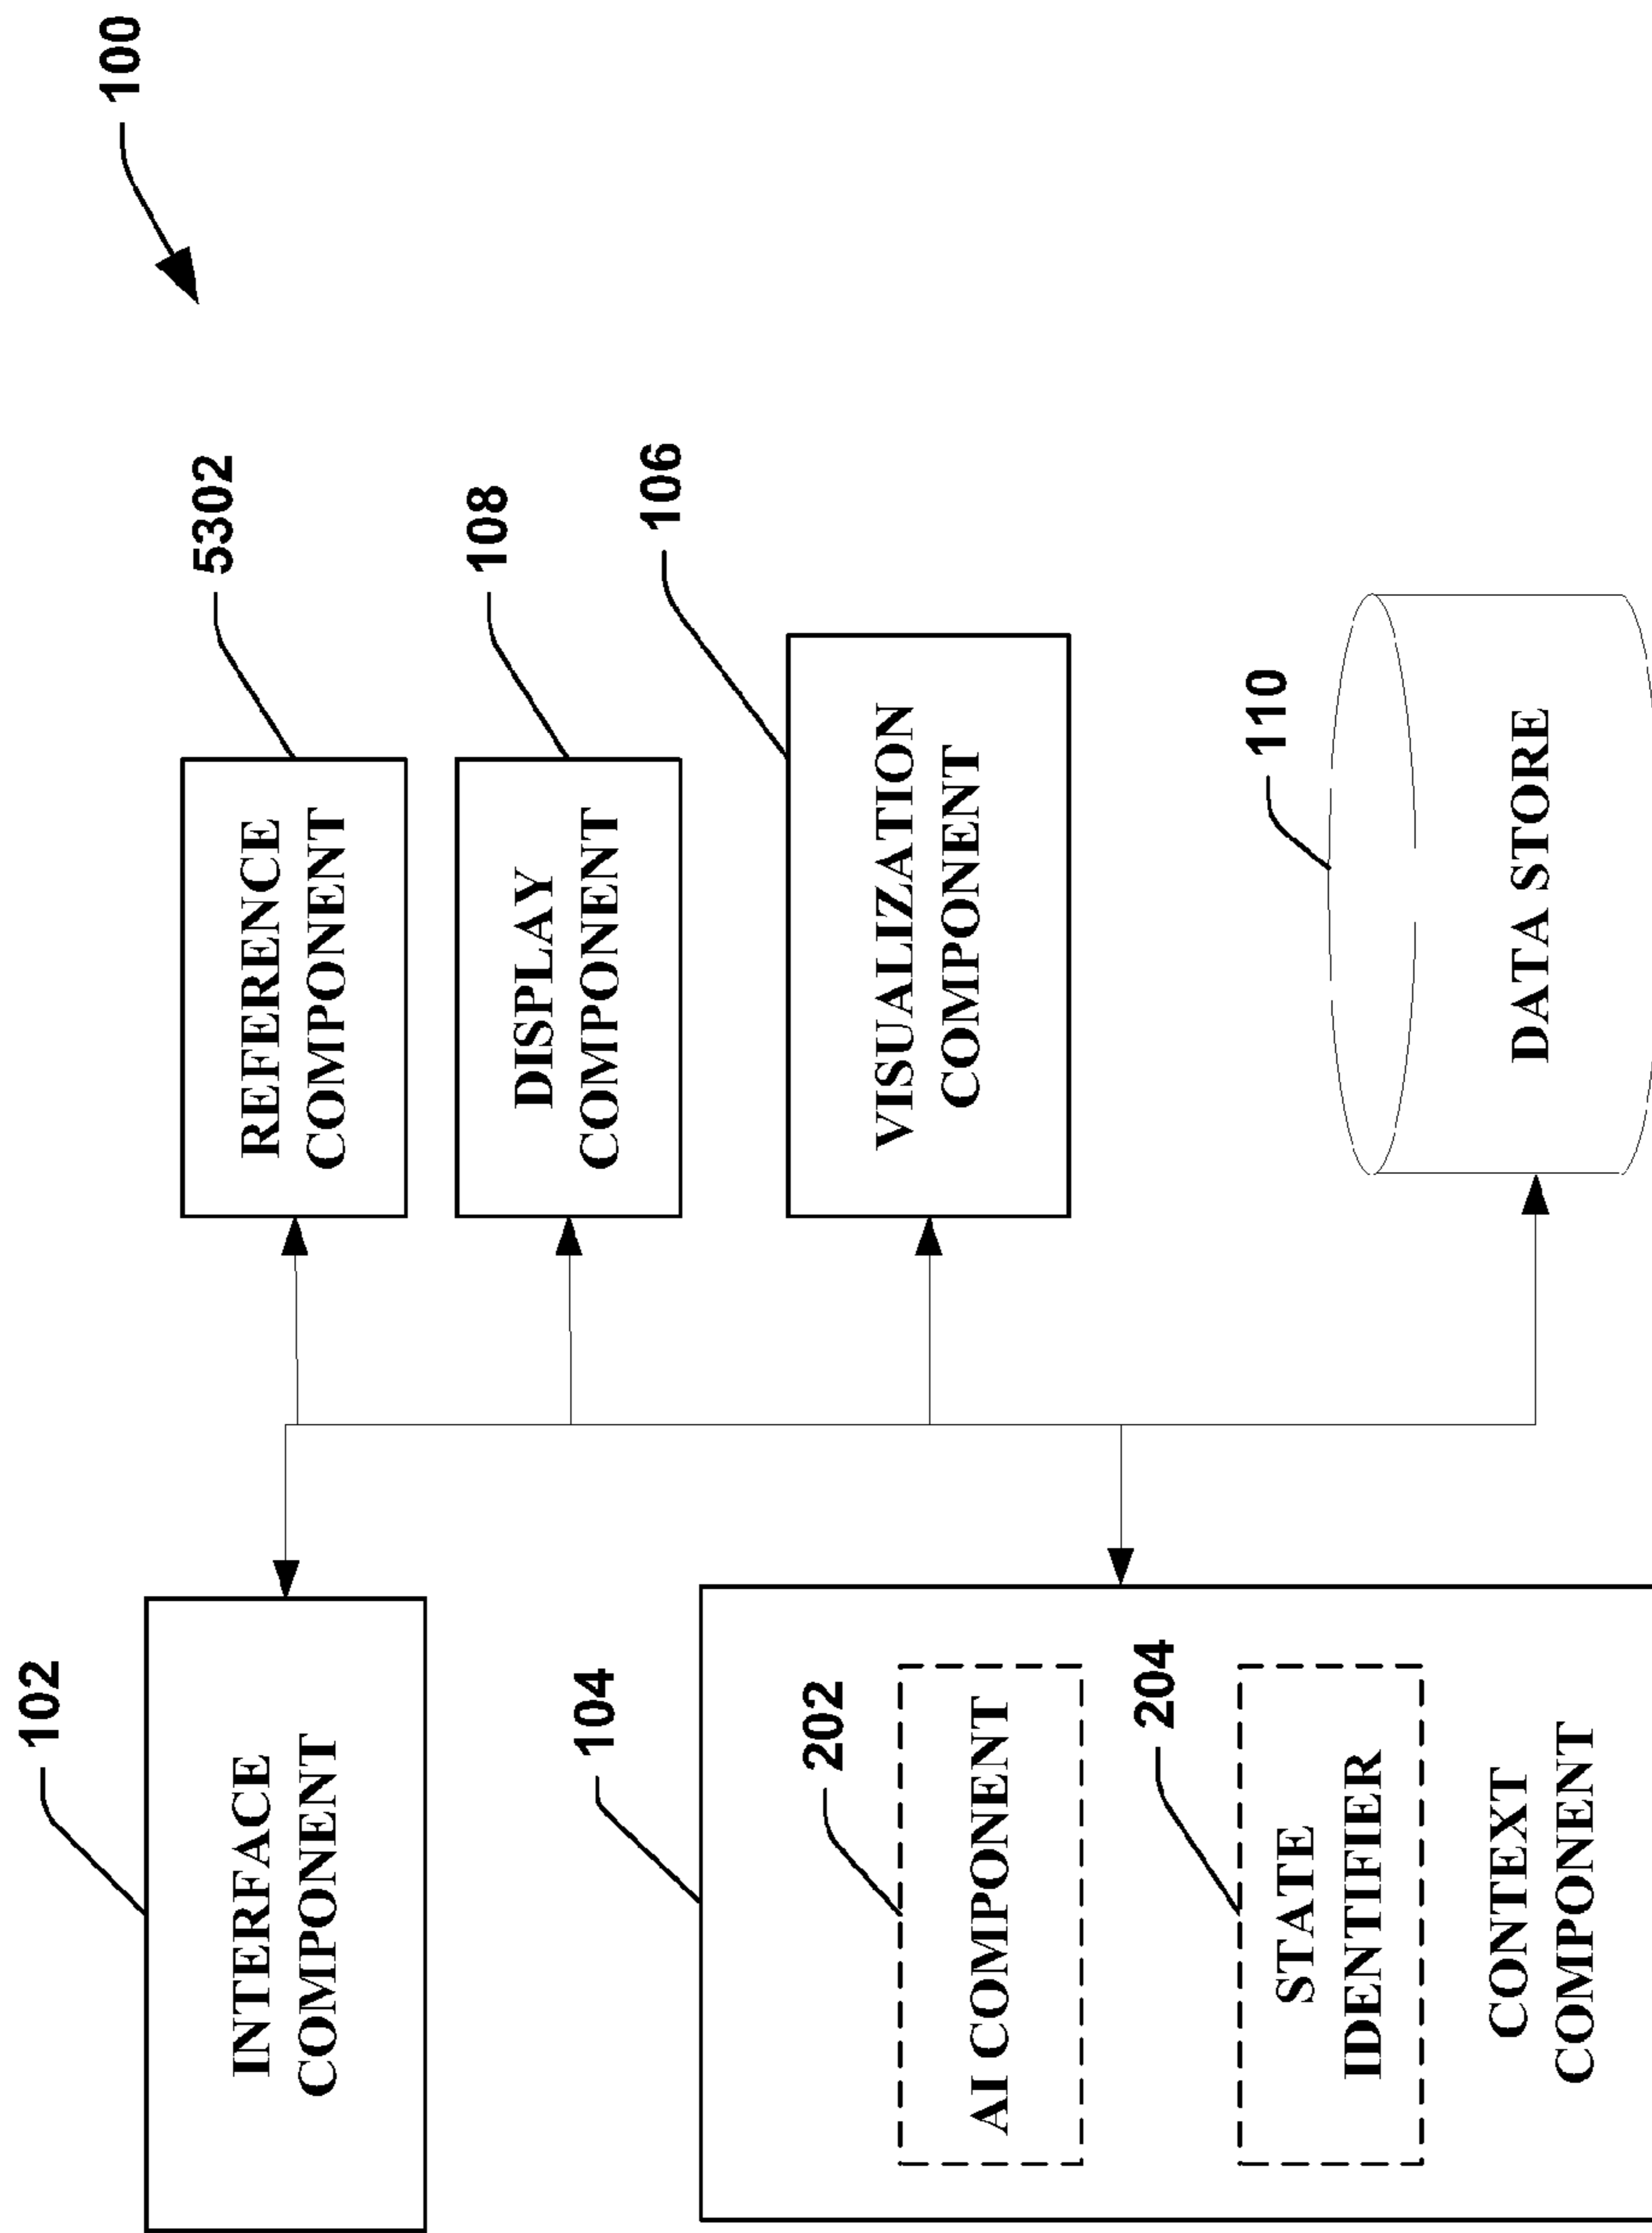 100
102
INTERFACE
COMPONENT
5302
REFERENCE
COMPONENT
108
DISPLAY
COMPONENT
104
202
AI COMPONENT
204
STATE
IDENTIFIER
CONTEXT
COMPONENT
106
VISUALIZATION
COMPONENT
110
DATA STORE